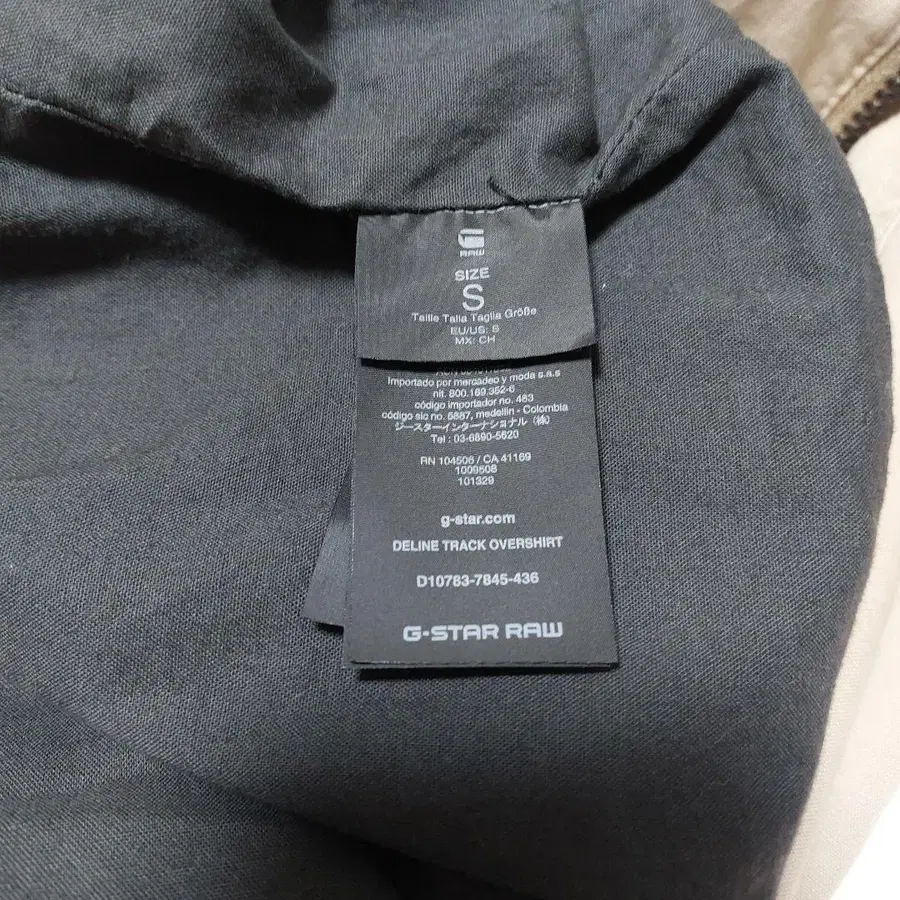 RAW
SIZE
S
Taille Talla Taglia Größe
EU/US: S
MX: CH
Importado por mercadeo y moda s.a.s
nit. 800.189.352-6
código importador no. 463
código sic no. 5887, medellin - Colombia
ジースターインターナショナル (株)
Tel : 03-6890-5620
RN 104506 / CA 41169
1009508
101329
g-star.com
DELINE TRACK OVERSHIRT
D10783-7845-436
G-STAR RAW